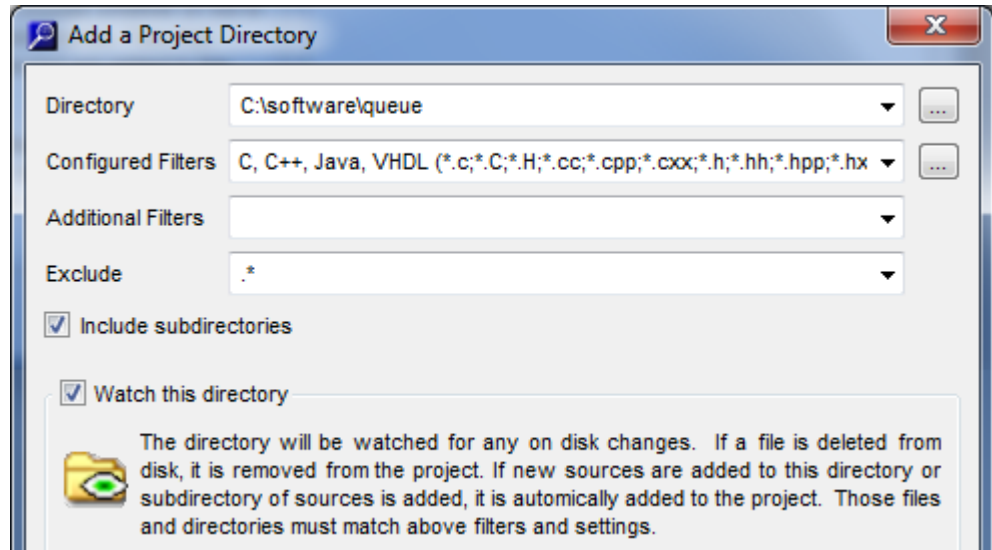 Add a Project Directory
Directory C:\software\queue ...
Configured Filters C, C++, Java, VHDL (*.c;*.C;*.H;*.cc;*.cpp;*.cxx;*.h;*.hh;*.hpp;*.hx ...
Additional Filters
Exclude .*
Include subdirectories
Watch this directory
The directory will be watched for any on disk changes. If a file is deleted from
disk, it is removed from the project. If new sources are added to this directory or
subdirectory of sources is added, it is automically added to the project. Those files
and directories must match above filters and settings.